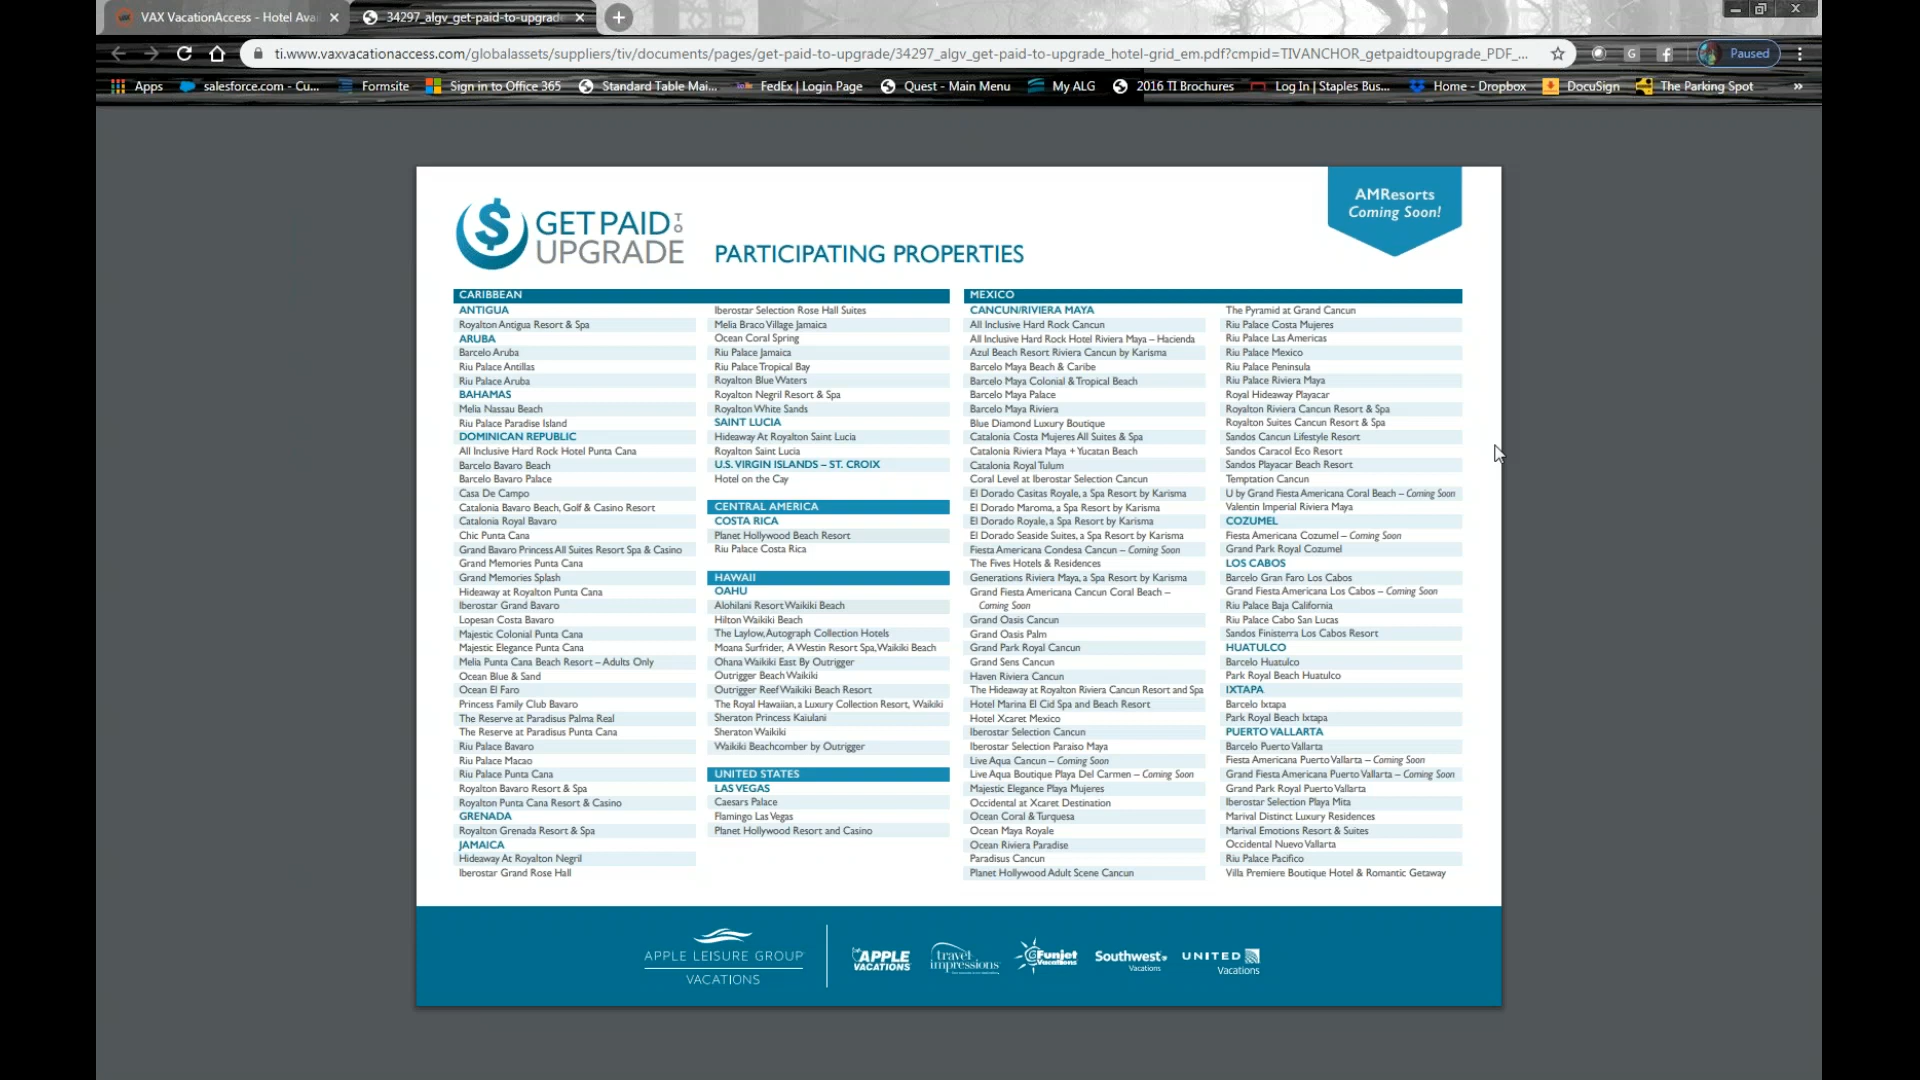 VAX VacationAccess - Hotel Ava
34297_algv_get-paid-to-upgrade
ti.www.vaxvacationaccess.com/globalassets/suppliers/tiv/documents/pages/get-paid-to-upgrade/34297_algv_get-paid-to-upgrade_hotel-grid_em.pdf?cmpid=TIVANCHOR_getpaidtoupgrade_PDF_...
Paused
Apps
salesforce.com - Cu...
Formsite
Sign in to Office 365
Standard Table Mai...
FedEx | Login Page
Quest - Main Menu
My ALG
2016 TI Brochures
Log In | Staples Bus...
Home - Dropbox
DocuSign
The Parking Spot
»
AMResorts
Coming Soon!
GET PAID TO
UPGRADE
PARTICIPATING PROPERTIES
CARIBBEAN
ANTIGUA
Royalton Antigua Resort & Spa
ARUBA
Barcelo Aruba
Riu Palace Antillas
Riu Palace Aruba
BAHAMAS
Melia Nassau Beach
Riu Palace Paradise Island
DOMINICAN REPUBLIC
All Inclusive Hard Rock Hotel Punta Cana
Barcelo Bavaro Beach
Barcelo Bavaro Palace
Casa De Campo
Catalonia Bavaro Beach, Golf & Casino Resort
Catalonia Royal Bavaro
Chic Punta Cana
Grand Bavaro Princess All Suites Resort Spa & Casino
Grand Memories Punta Cana
Grand Memories Splash
Hideaway at Royalton Punta Cana
Iberostar Grand Bavaro
Lopesan Costa Bavaro
Majestic Colonial Punta Cana
Majestic Elegance Punta Cana
Melia Punta Cana Beach Resort – Adults Only
Ocean Blue & Sand
Ocean El Faro
Princess Family Club Bavaro
The Reserve at Paradisus Palma Real
The Reserve at Paradisus Punta Cana
Riu Palace Bavaro
Riu Palace Macao
Riu Palace Punta Cana
Royalton Bavaro Resort & Spa
Royalton Punta Cana Resort & Casino
GRENADA
Royalton Grenada Resort & Spa
JAMAICA
Hideaway At Royalton Negril
Iberostar Grand Rose Hall
Iberostar Selection Rose Hall Suites
Melia Braco Village Jamaica
Ocean Coral Spring
Riu Palace Jamaica
Riu Palace Tropical Bay
Royalton Blue Waters
Royalton Negril Resort & Spa
Royalton White Sands
SAINT LUCIA
Hideaway At Royalton Saint Lucia
Royalton Saint Lucia
U.S. VIRGIN ISLANDS – ST. CROIX
Hotel on the Cay
CENTRAL AMERICA
COSTA RICA
Planet Hollywood Beach Resort
Riu Palace Costa Rica
HAWAII
OAHU
Alohilani Resort Waikiki Beach
Hilton Waikiki Beach
The Laylow, Autograph Collection Hotels
Moana Surfrider, A Westin Resort Spa, Waikiki Beach
Ohana Waikiki East By Outrigger
Outrigger Beach Waikiki
Outrigger Reef Waikiki Beach Resort
The Royal Hawaiian, a Luxury Collection Resort, Waikiki
Sheraton Princess Kaiulani
Sheraton Waikiki
Waikiki Beachcomber by Outrigger
UNITED STATES
LAS VEGAS
Caesars Palace
Flamingo Las Vegas
Planet Hollywood Resort and Casino
MEXICO
CANCUN/RIVIERA MAYA
All Inclusive Hard Rock Cancun
All Inclusive Hard Rock Hotel Riviera Maya – Hacienda
Azul Beach Resort Riviera Cancun by Karisma
Barcelo Maya Beach & Caribe
Barcelo Maya Colonial & Tropical Beach
Barcelo Maya Palace
Barcelo Maya Riviera
Blue Diamond Luxury Boutique
Catalonia Costa Mujeres All Suites & Spa
Catalonia Riviera Maya + Yucatan Beach
Catalonia Royal Tulum
Coral Level at Iberostar Selection Cancun
El Dorado Casitas Royale, a Spa Resort by Karisma
El Dorado Maroma, a Spa Resort by Karisma
El Dorado Royale, a Spa Resort by Karisma
El Dorado Seaside Suites, a Spa Resort by Karisma
Fiesta Americana Condesa Cancun – Coming Soon
The Fives Hotels & Residences
Generations Riviera Maya, a Spa Resort by Karisma
Grand Fiesta Americana Cancun Coral Beach –
Coming Soon
Grand Oasis Cancun
Grand Oasis Palm
Grand Park Royal Cancun
Grand Sens Cancun
Haven Riviera Cancun
The Hideaway at Royalton Riviera Cancun Resort and Spa
Hotel Marina El Cid Spa and Beach Resort
Hotel Xcaret Mexico
Iberostar Selection Cancun
Iberostar Selection Paraiso Maya
Live Aqua Cancun – Coming Soon
Live Aqua Boutique Playa Del Carmen – Coming Soon
Majestic Elegance Playa Mujeres
Occidental at Xcaret Destination
Ocean Coral & Turquesa
Ocean Maya Royale
Ocean Riviera Paradise
Paradisus Cancun
Planet Hollywood Adult Scene Cancun
The Pyramid at Grand Cancun
Riu Palace Costa Mujeres
Riu Palace Las Americas
Riu Palace Mexico
Riu Palace Peninsula
Riu Palace Riviera Maya
Royal Hideaway Playacar
Royalton Riviera Cancun Resort & Spa
Royalton Suites Cancun Resort & Spa
Sandos Cancun Lifestyle Resort
Sandos Caracol Eco Resort
Sandos Playacar Beach Resort
Temptation Cancun
U by Grand Fiesta Americana Coral Beach – Coming Soon
Valentin Imperial Riviera Maya
COZUMEL
Fiesta Americana Cozumel – Coming Soon
Grand Park Royal Cozumel
LOS CABOS
Barcelo Gran Faro Los Cabos
Grand Fiesta Americana Los Cabos – Coming Soon
Riu Palace Baja California
Riu Palace Cabo San Lucas
Sandos Finisterra Los Cabos Resort
HUATULCO
Barcelo Huatulco
Park Royal Beach Huatulco
IXTAPA
Barcelo Ixtapa
Park Royal Beach Ixtapa
PUERTO VALLARTA
Barcelo Puerto Vallarta
Fiesta Americana Puerto Vallarta – Coming Soon
Grand Fiesta Americana Puerto Vallarta – Coming Soon
Grand Park Royal Puerto Vallarta
Iberostar Selection Playa Mita
Marival Distinct Luxury Residences
Marival Emotions Resort & Suites
Occidental Nuevo Vallarta
Riu Palace Pacifico
Villa Premiere Boutique Hotel & Romantic Getaway
APPLE LEISURE GROUP
VACATIONS
APPLE
VACATIONS
travel
impressions
Funjet
Vacations
Southwest
Vacations
UNITED
Vacations